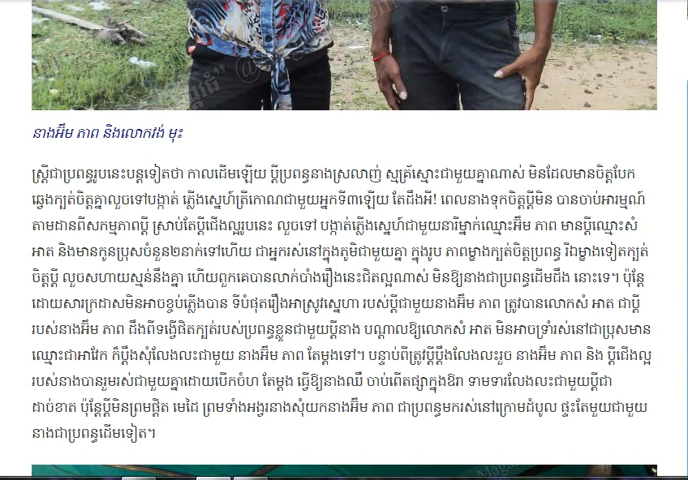 នាងអ៊ឹម ភាព និងលោកវង់ មុះ
ស្ត្រីជាប្រពន្ធរូបនេះបន្តទៀតថា កាលដើមឡើយ ប្តីប្រពន្ធនាងស្រលាញ់ ស្មគ្រ័ស្មោះជាមួយគ្នាណាស់ មិនដែលមានចិត្តបែក
ឆ្វេងក្បត់ចិត្តគ្នាលួចទៅបង្កាត់ ភ្លើងស្នេហ៍ត្រីកោណជាមួយអ្នកទី៣ឡើយ តែដឹងអី! ពេលនាងទុកចិត្តប្តីមិន បានចាប់អារម្មណ៍
តាមដានពីសកម្មភាពប្តី ស្រាប់តែប្តីជើងល្អរូបនេះ លួចទៅ បង្កាត់ភ្លើងស្នេហ៍ជាមួយនារីម្នាក់ឈ្មោះអ៊ឹម ភាព មានប្តីឈ្មោះសំ
អាត និងមានកូនប្រុសចំនួន២នាក់ទៅហើយ ជាអ្នករស់នៅក្នុងភូមិជាមួយគ្នា ក្នុងរូប ភាពម្ខាងក្បត់ចិត្តប្រពន្ធ រីឯម្ខាងទៀតក្បត់
ចិត្តប្តី លួចសហាយស្មន់នឹងគ្នា ហើយពួកគេបានលាក់បាំងរឿងនេះជិតល្អណាស់ មិនឱ្យនាងជាប្រពន្ធដើមដឹង នោះទេ។ ប៉ុន្តែ
ដោយសារក្រដាសមិនអាចខ្ចប់ភ្លើងបាន ទីបំផុតរឿងអាស្រូវស្នេហា របស់ប្តីជាមួយនាងអ៊ឹម ភាព ត្រូវបានលោកសំ អាត ជាប្តី
របស់នាងអ៊ឹម ភាព ដឹងពីទង្វើផិតក្បត់របស់ប្រពន្ធខ្លួនជាមួយប្តីនាង បណ្តាលឱ្យលោកសំ អាត មិនអាចទ្រាំរស់នៅជាប្រុសមាន
ឈ្មោះជាអាវែក ក៏ប្តឹងសុំលែងលះជាមួយ នាងអ៊ឹម ភាព តែម្តងទៅ។ បន្ទាប់ពីត្រូវប្តីប្តឹងលែងលះរួច នាងអ៊ឹម ភាព និង ប្តីជើងល្អ
របស់នាងបានរួមរស់ជាមួយគ្នាដោយបើកចំហ តែម្តង ធ្វើឱ្យនាងឈឺ ចាប់ពើតផ្សាក្នុងឱរា ទាមទារលែងលះជាមួយប្តីជា
ដាច់ខាត ប៉ុន្តែប្តីមិនព្រមផ្តិត មេដៃ ព្រមទាំងអង្វរនាងសុំយកនាងអ៊ឹម ភាព ជាប្រពន្ធមករស់នៅក្រោមដំបូល ផ្ទះតែមួយជាមួយ
នាងជាប្រពន្ធដើមទៀត។